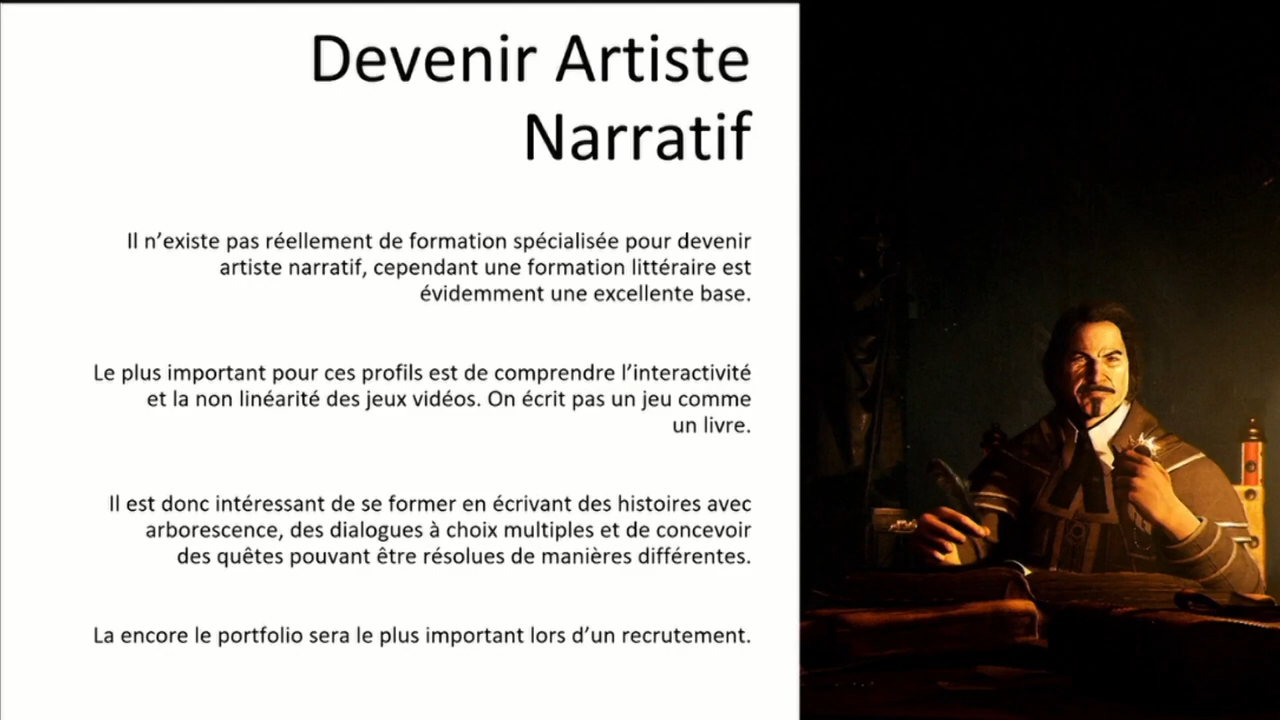 Devenir Artiste
Narratif
Il n’existe pas réellement de formation spécialisée pour devenir
artiste narratif, cependant une formation littéraire est
évidemment une excellente base.
Le plus important pour ces profils est de comprendre l’interactivité
et la non linéarité des jeux vidéos. On écrit pas un jeu comme
un livre.
Il est donc intéressant de se former en écrivant des histoires avec
arborescence, des dialogues à choix multiples et de concevoir
des quêtes pouvant être résolues de manières différentes.
La encore le portfolio sera le plus important lors d’un recrutement.